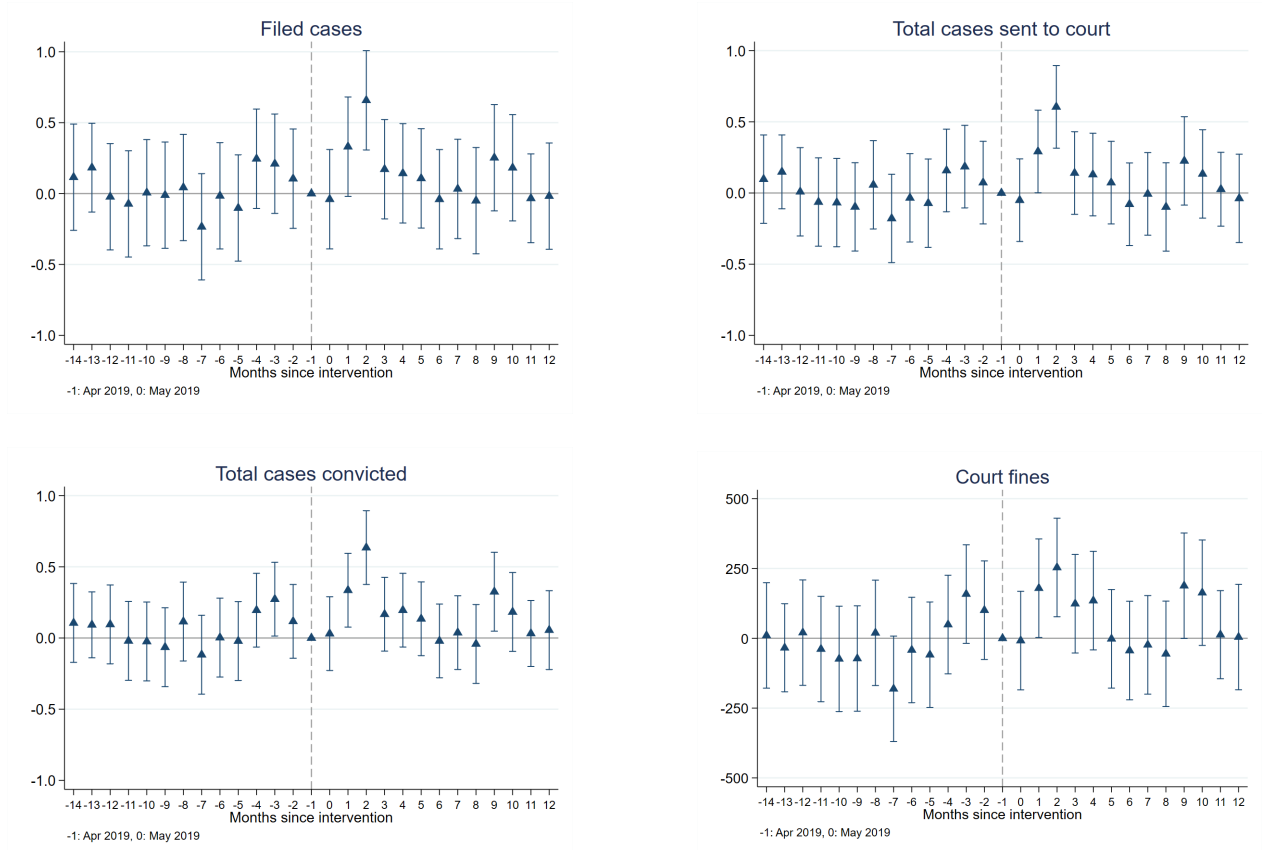 Filed cases
1.0
0.5
0.0
-0.5
-1.0
-14 -13 -12 -11 -10 -9 -8 -7 -6 -5 -4 -3 -2 -1 0 1 2 3 4 5 6 7 8 9 10 11 12
Months since intervention
-1: Apr 2019, 0: May 2019
Total cases sent to court
1.0
0.5
0.0
-0.5
-1.0
-14 -13 -12 -11 -10 -9 -8 -7 -6 -5 -4 -3 -2 -1 0 1 2 3 4 5 6 7 8 9 10 11 12
Months since intervention
-1: Apr 2019, 0: May 2019
Total cases convicted
1.0
0.5
0.0
-0.5
-1.0
-14 -13 -12 -11 -10 -9 -8 -7 -6 -5 -4 -3 -2 -1 0 1 2 3 4 5 6 7 8 9 10 11 12
Months since intervention
-1: Apr 2019, 0: May 2019
Court fines
500
250
0
-250
-500
-14 -13 -12 -11 -10 -9 -8 -7 -6 -5 -4 -3 -2 -1 0 1 2 3 4 5 6 7 8 9 10 11 12
Months since intervention
-1: Apr 2019, 0: May 2019